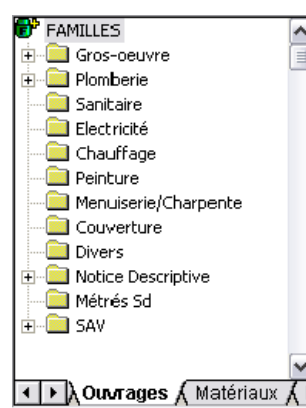 FAMILLES
Gros-oeuvre
Plomberie
Sanitaire
Electricité
Chauffage
Peinture
Menuiserie/Charpente
Couverture
Divers
Notice Descriptive
Métrés Sd
SAV
Ouvrages Matériaux